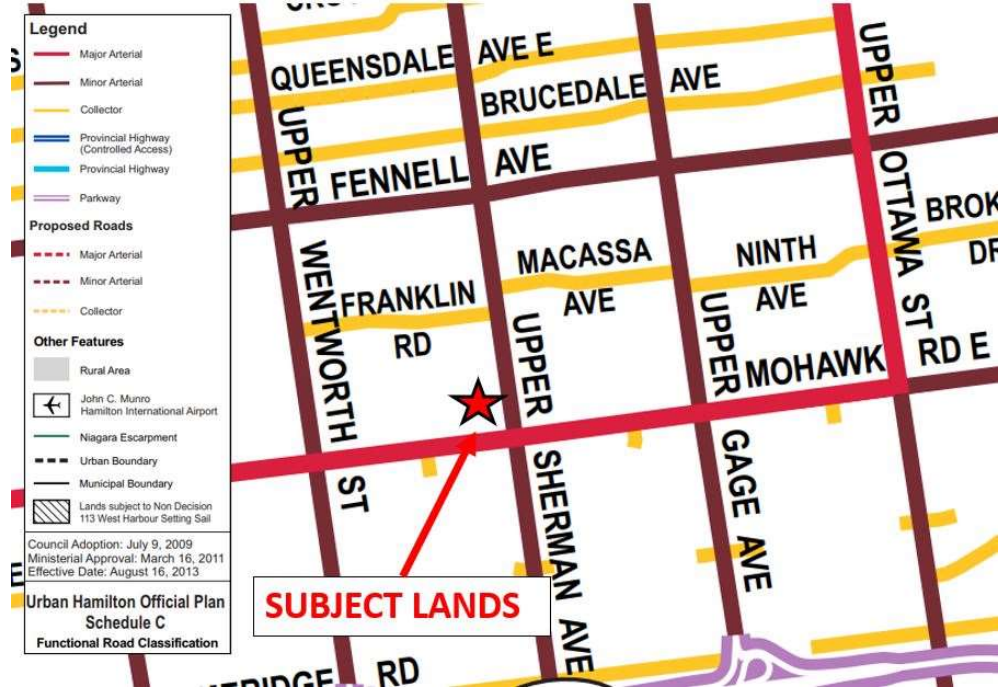 Legend
Major Arterial
Minor Arterial
Collector
Provincial Highway
(Controlled Access)
Provincial Highway
Parkway
Proposed Roads
Major Arterial
Minor Arterial
Collector
Other Features
Rural Area
John C. Munro
Hamilton International Airport
Niagara Escarpment
Urban Boundary
Municipal Boundary
Lands subject to Non Decision
113 West Harbour Setting Sail
Council Adoption: July 9, 2009
Ministerial Approval: March 16, 2011
Effective Date: August 16, 2013
Urban Hamilton Official Plan
Schedule C
Functional Road Classification
QUEENSDALE AVE E
BRUCEDALE AVE
FENNELL AVE
UPPER WENTWORTH ST
FRANKLIN
RD
MACASSA
AVE
NINTH
AVE
UPPER OTTAWA ST
BROK
DR
MOHAWK RD E
UPPER SHERMAN AVE
UPPER GAGE AVE
SUBJECT LANDS
RD